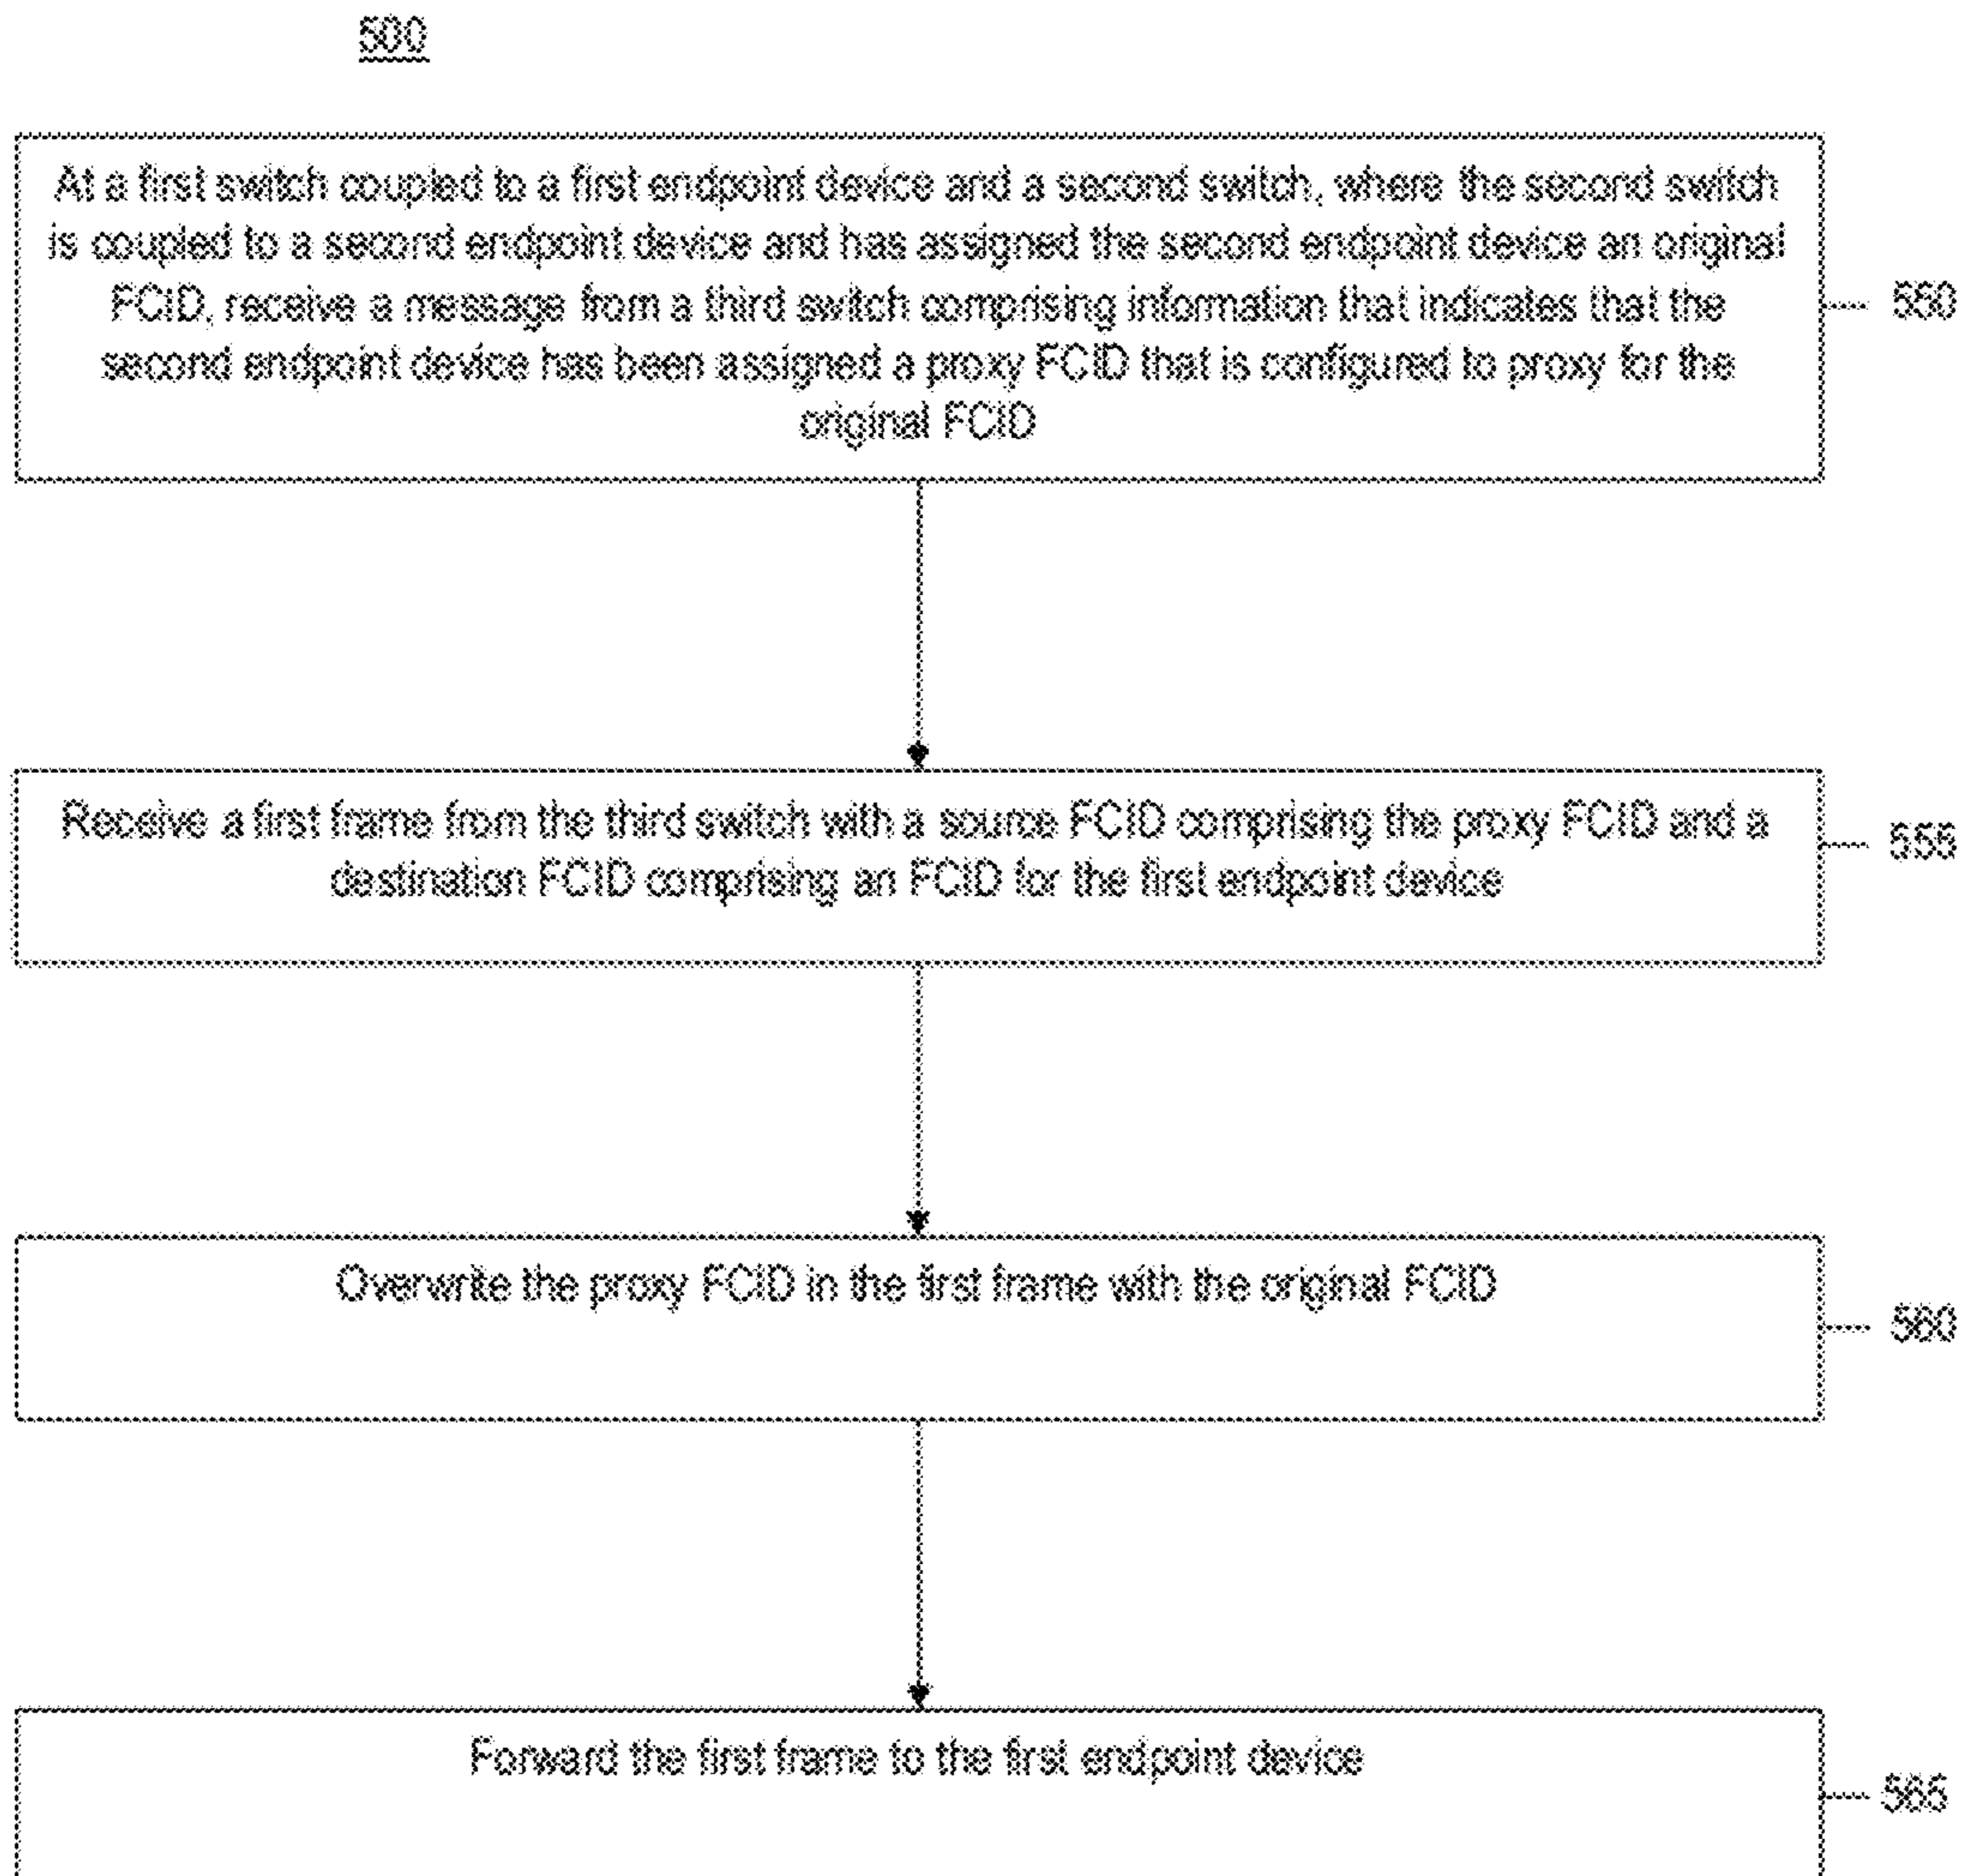 500
At a first switch coupled to a first endpoint device and a second switch, where the second switch
is coupled to a second endpoint device and has assigned the second endpoint device an original
FCID, receive a message from a third switch comprising information that indicates that the
second endpoint device has been assigned a proxy FCID that is configured to proxy for the
original FCID
550
Receive a first frame from the third switch with a source FCID comprising the proxy FCID and a
destination FCID comprising an FCID for the first endpoint device
555
Overwrite the proxy FCID in the first frame with the original FCID
560
Forward the first frame to the first endpoint device
565